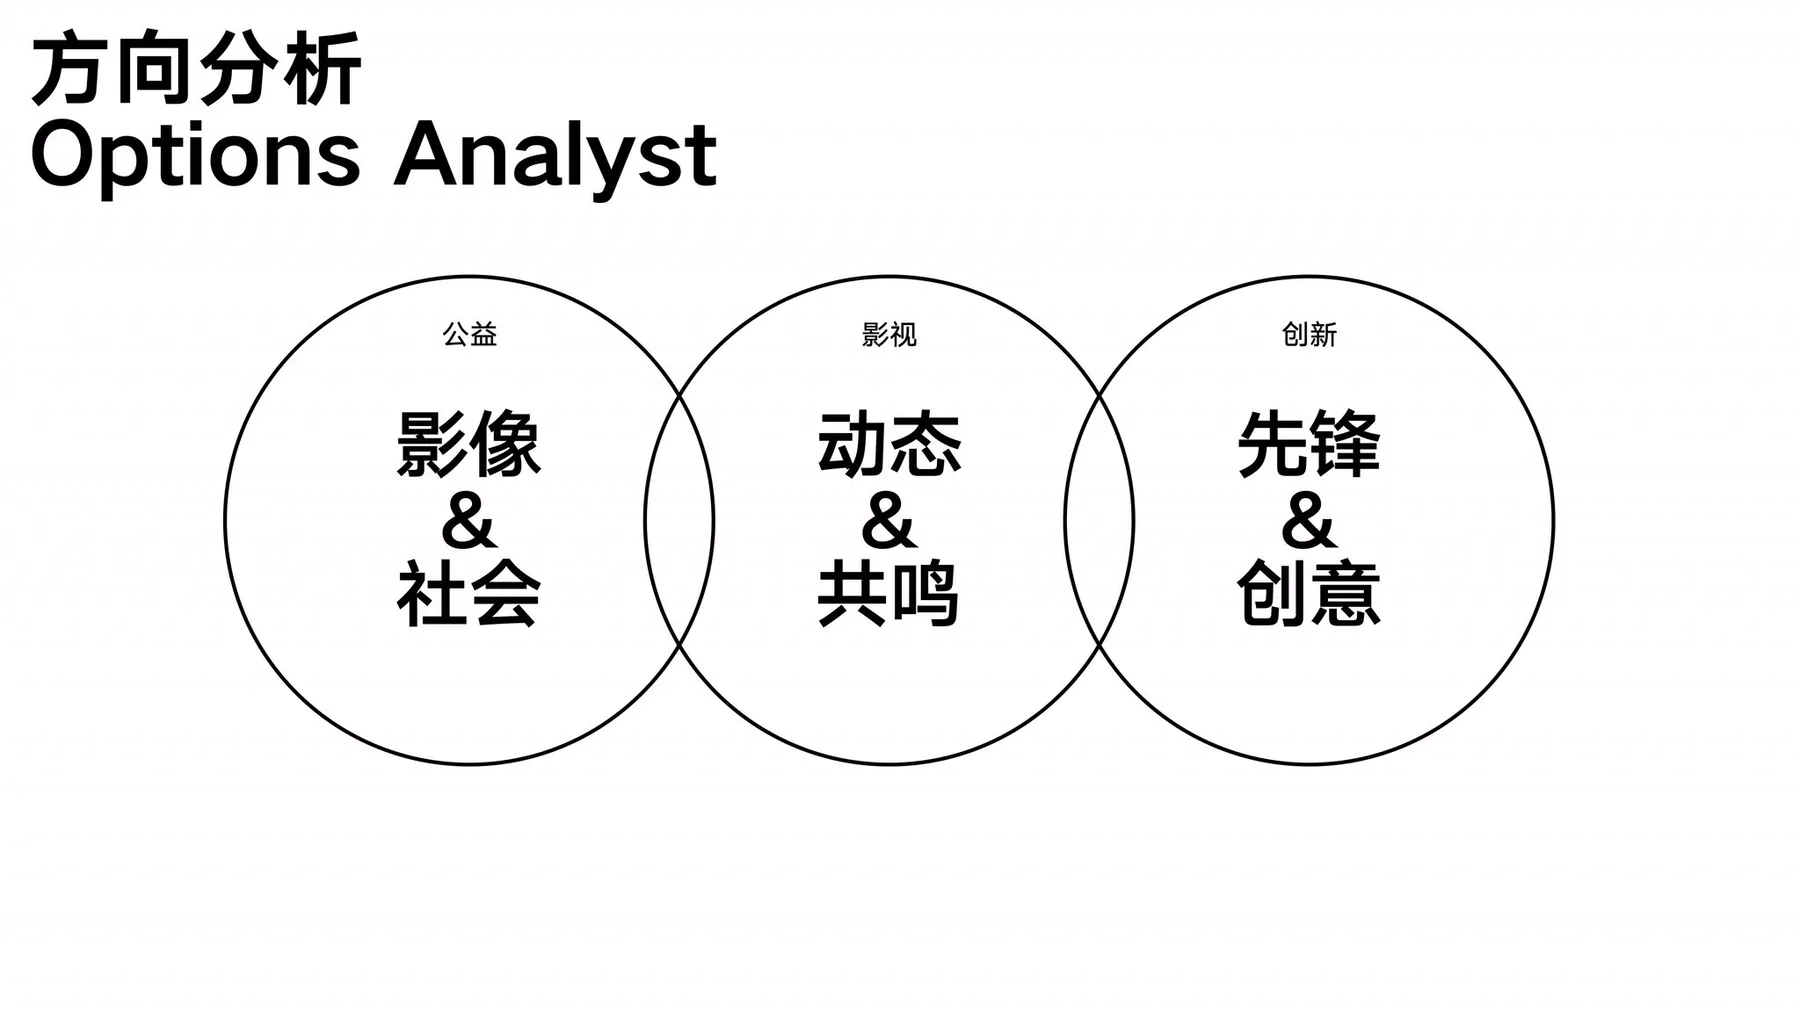 方向分析
Options Analyst
公益
影像
&
社会
影视
动态
&
共鸣
创新
先锋
&
创意